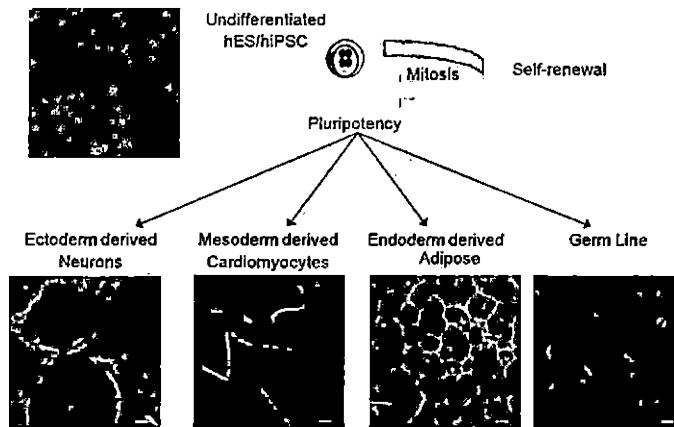 Undifferentiated
hES/hiPSC
Mitosis
Self-renewal
Pluripotency
Ectoderm derived
Neurons
Mesoderm derived
Cardiomyocytes
Endoderm derived
Adipose
Germ Line